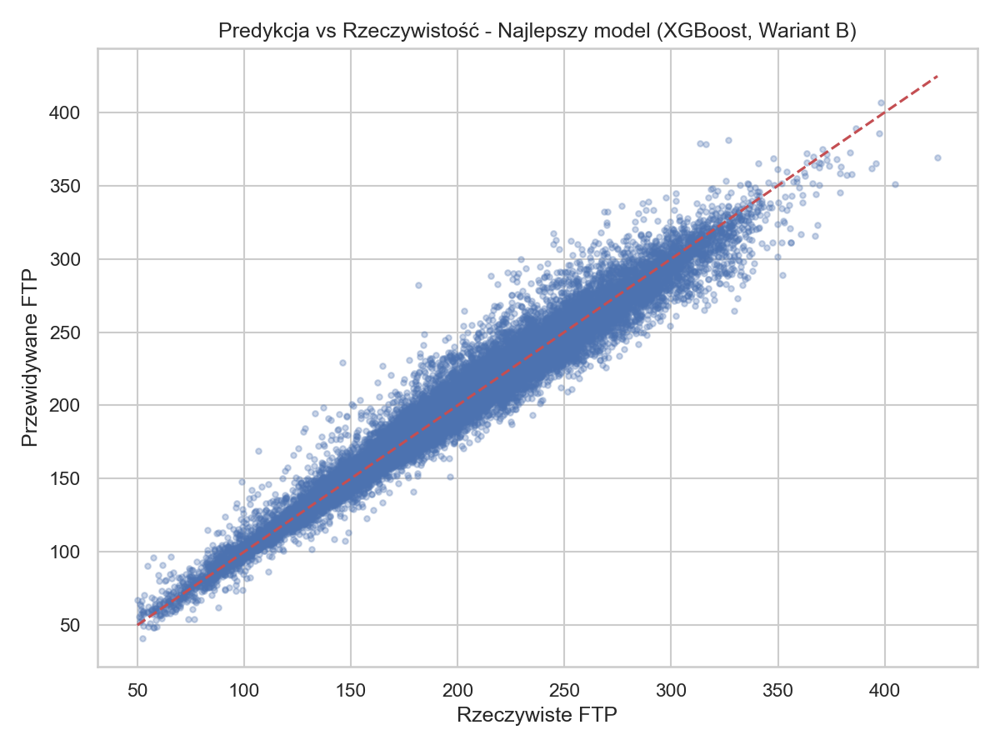 Predykcja vs Rzeczywistość - Najlepszy model (XGBoost, Wariant B)
Przewidywane FTP
400
350
300
250
200
150
100
50
50 100 150 200 250 300 350 400
Rzeczywiste FTP